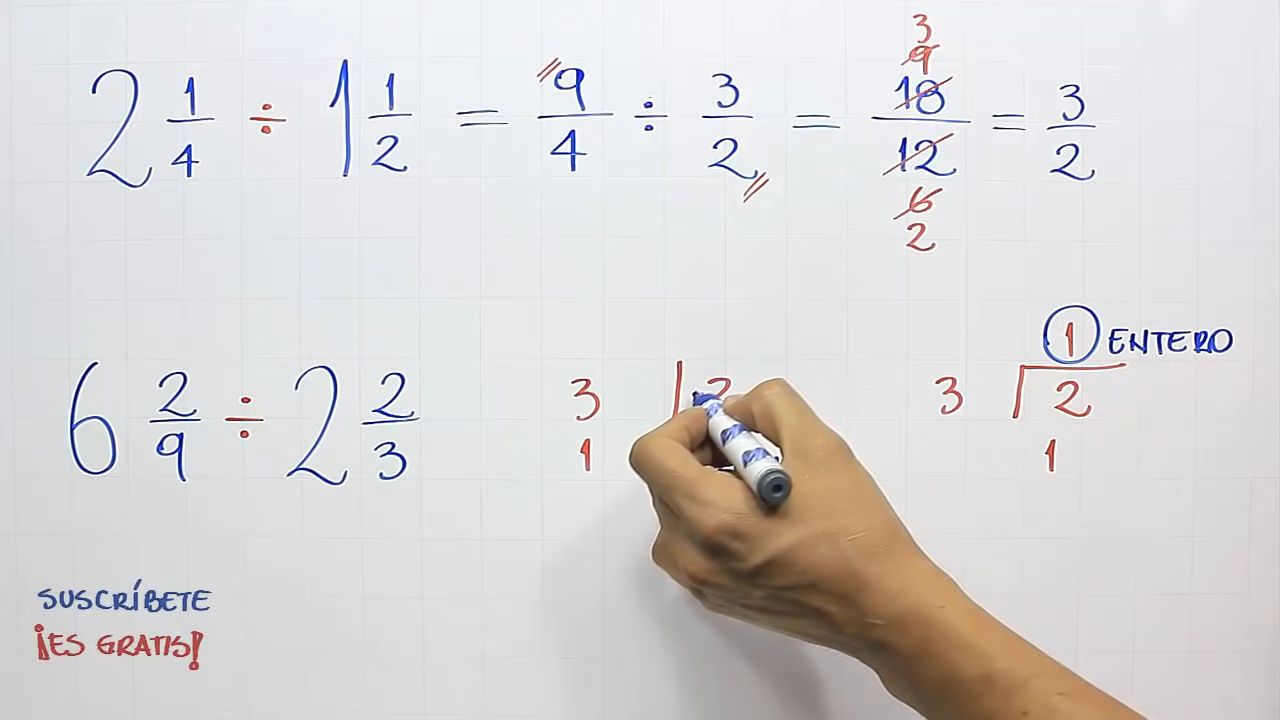 2 1/4 ÷ 1 1/2 = 9/4 ÷ 3/2 = 18/12 = 3/2
3
9
6
2
6 2/9 ÷ 2 2/3
3 2
1
1 ENTERO
3 2
1
SUSCRÍBETE
¡ES GRATIS!